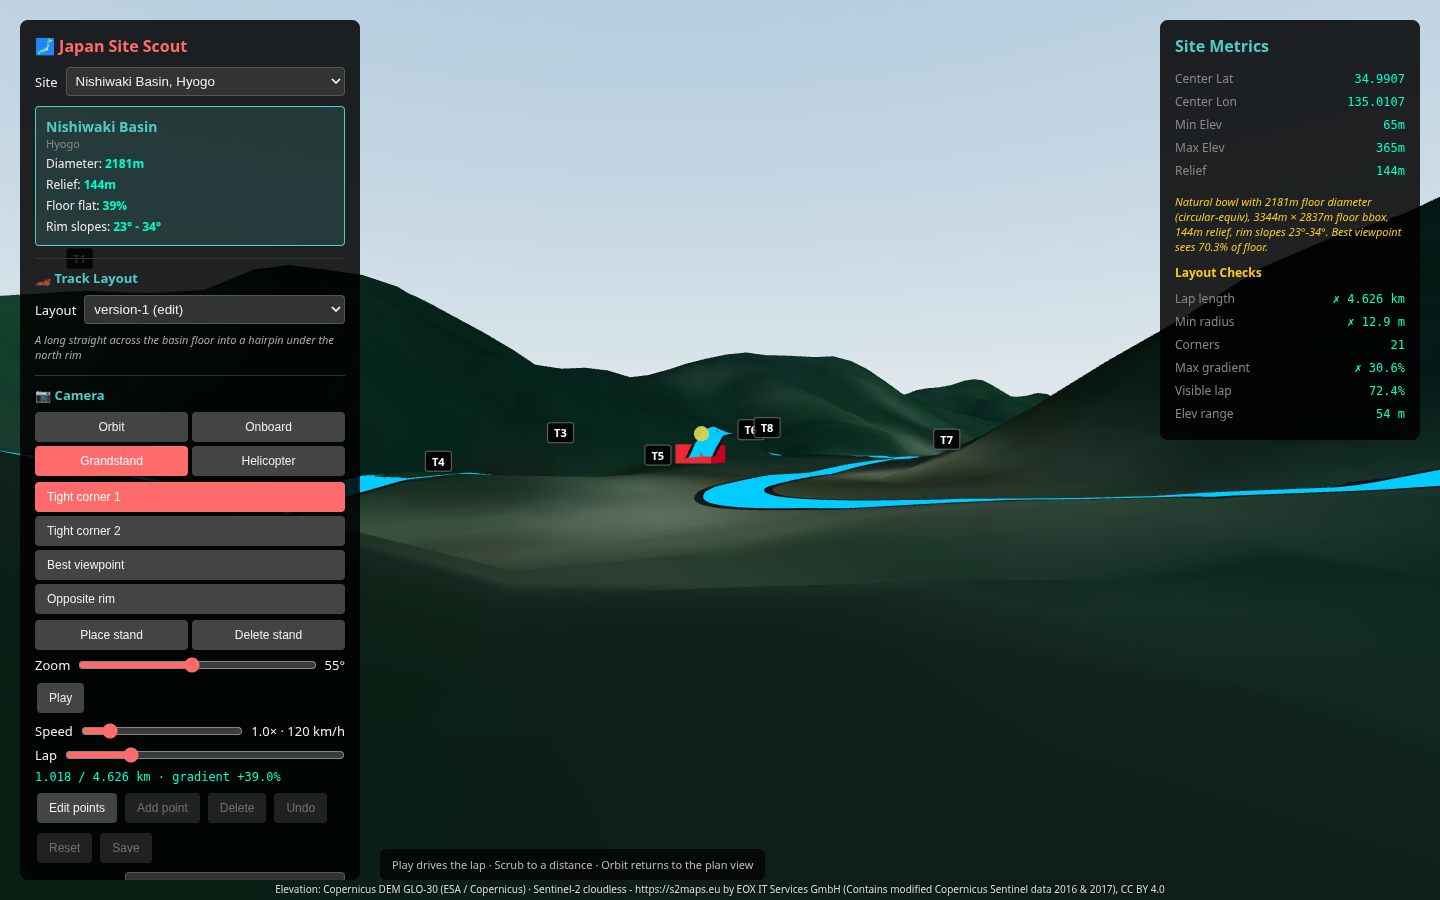 Japan Site Scout
Site Nishiwaki Basin, Hyogo
Nishiwaki Basin
Hyogo
Diameter: 2181m
Relief: 144m
Floor flat: 39%
Rim slopes: 23° - 34°
T1
Track Layout
Layout version-1 (edit)
A long straight across the basin floor into a hairpin under the
north rim
Camera
Orbit Onboard
Grandstand Helicopter
Tight corner 1
Tight corner 2
Best viewpoint
Opposite rim
Place stand Delete stand
Zoom 55°
Play
Speed 1.0× · 120 km/h
Lap
1.018 / 4.626 km · gradient +39.0%
Edit points Add point Delete Undo
Reset Save
T3
T4
T5
T6
T8
T7
Site Metrics
Center Lat 34.9907
Center Lon 135.0107
Min Elev 65m
Max Elev 365m
Relief 144m
Natural bowl with 2181m floor diameter
(circular-equiv), 3344m × 2837m floor bbox,
144m relief, rim slopes 23°-34°. Best viewpoint
sees 70.3% of floor.
Layout Checks
Lap length ✗ 4.626 km
Min radius ✗ 12.9 m
Corners 21
Max gradient ✗ 30.6%
Visible lap 72.4%
Elev range 54 m
Play drives the lap · Scrub to a distance · Orbit returns to the plan view
Elevation: Copernicus DEM GLO-30 (ESA / Copernicus) · Sentinel-2 cloudless - https://s2maps.eu by EOX IT Services GmbH (Contains modified Copernicus Sentinel data 2016 & 2017), CC BY 4.0